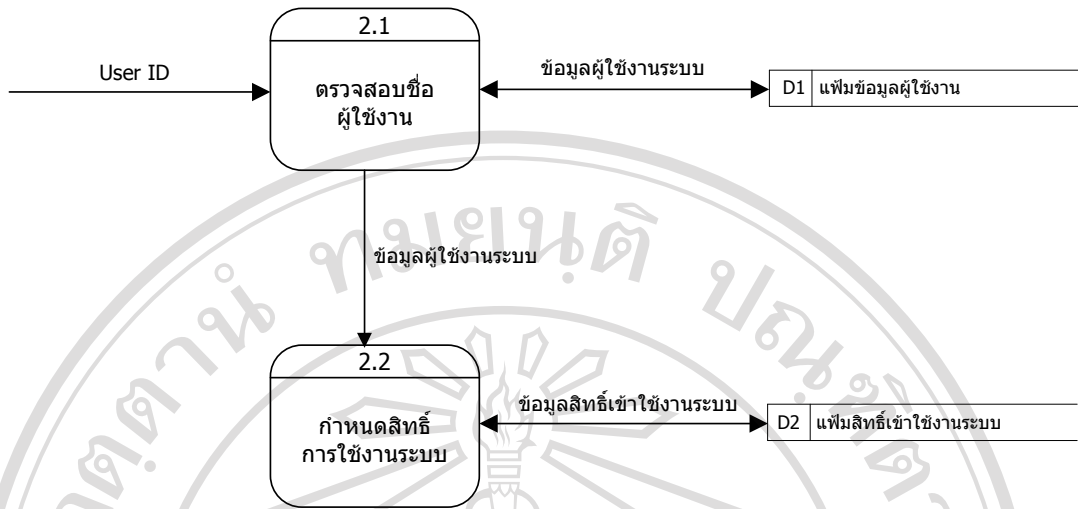 2.1
User ID
ตรวจสอบชื่อ
ผู้ใช้งาน
ข้อมูลผู้ใช้งานระบบ
D1 แฟ้มข้อมูลผู้ใช้งาน
ข้อมูลผู้ใช้งานระบบ
2.2
กำหนดสิทธิ์
การใช้งานระบบ
ข้อมูลสิทธิ์เข้าใช้งานระบบ
D2 แฟ้มสิทธิ์เข้าใช้งานระบบ